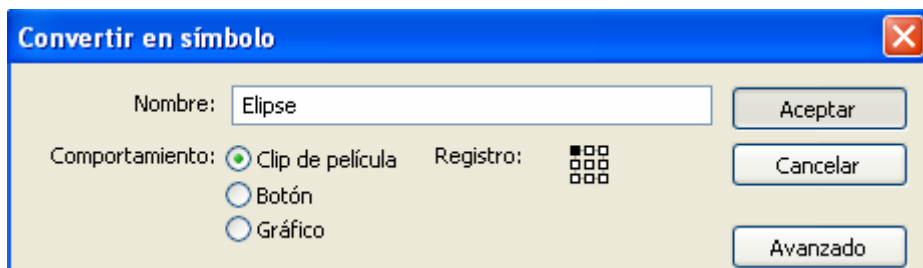 Convertir en símbolo
Nombre: Elipse Aceptar
Comportamiento: Clip de película Registro: Cancelar
Botón
Gráfico
Avanzado